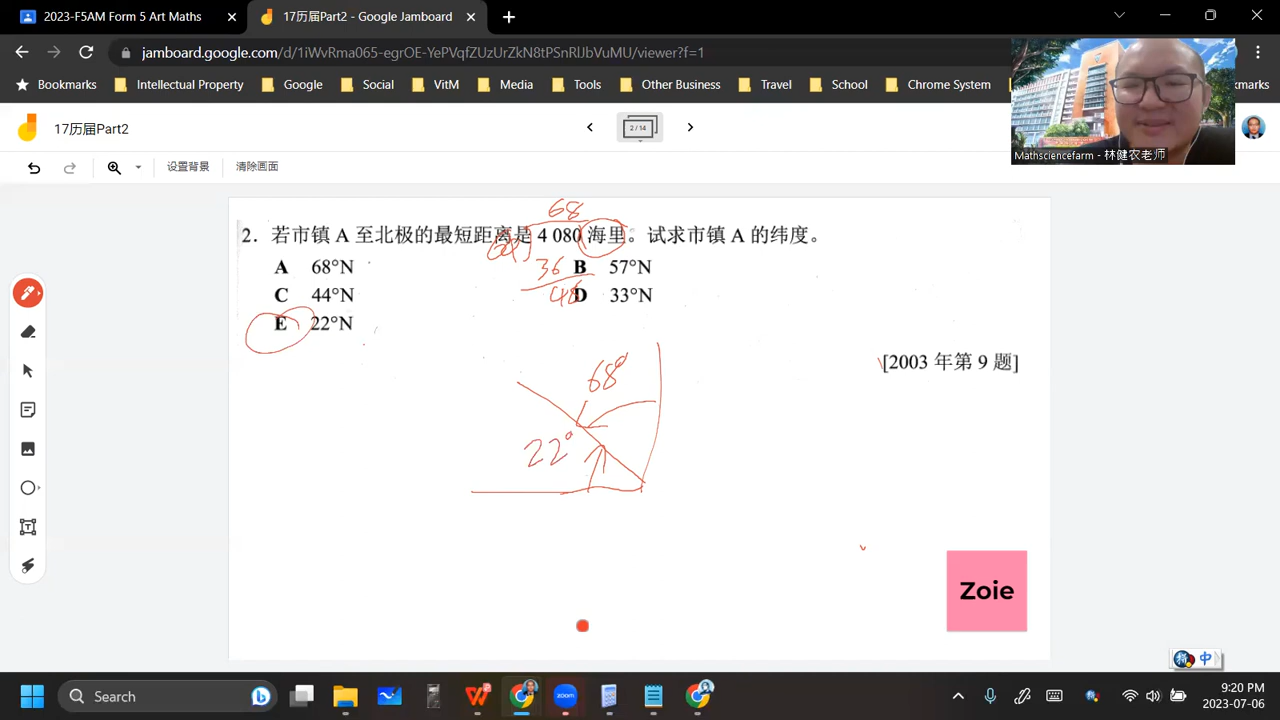 2023-F5AM Form 5 Art Maths
17历届Part2 - Google Jamboard
jamboard.google.com/d/1iWvRmao65-egrOE-YePVqfZUzUrZKN8tPSnRlJbVuMU/viewer?f=1
Bookmarks Intellectual Property Google Social VitM Media Tools Other Bookmark Travel School Chrome System
17历届Part2
2 / 14
设置背景 清除画面
Mathsciencefarm - 林健农老师
68
2. 若市镇 A 至北极的最短距离是 4 080 海里。试求市镇 A 的纬度。
A 68°N B 57°N
36
C 44°N D 33°N
48
E 22°N
[2003 年第 9 题]
68°
22°
Zoie
中
Search
zoom
9:20 PM
2023-07-06